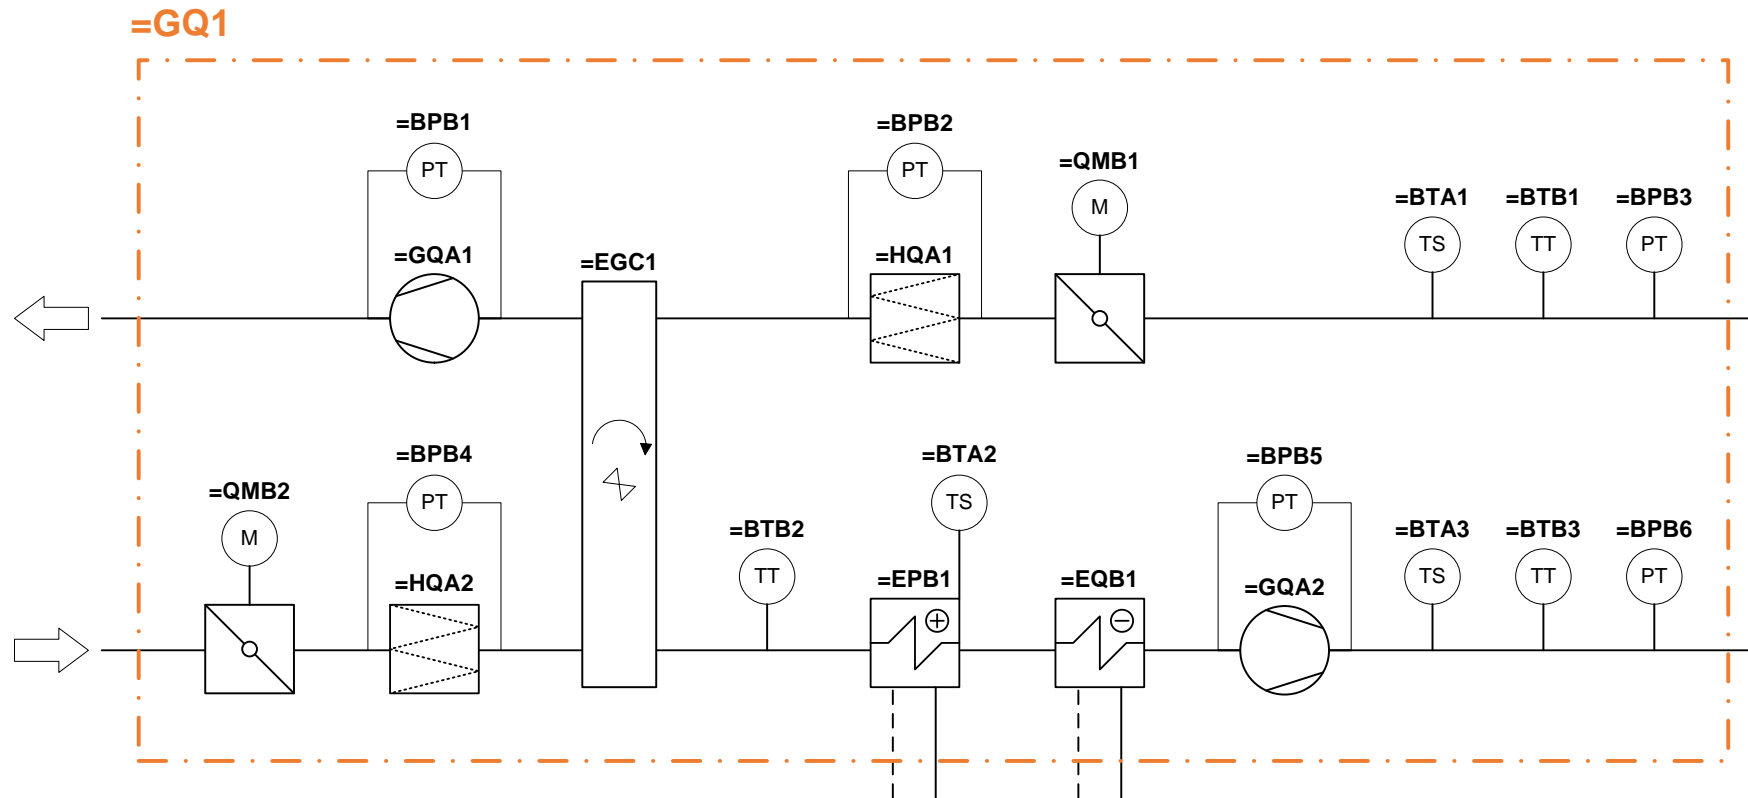 =GQ1
=BPB1
PT
=BPB2
PT
=QMB1
M
=BTA1
=BTB1
=BPB3
TS
TT
PT
=GQA1
=EGC1
=HQA1
=BPB4
PT
=BTA2
TS
=BPB5
PT
=QMB2
M
=BTB2
TT
=BTA3
=BTB3
=BPB6
TS
TT
PT
=HQA2
=EPB1
=EQB1
=GQA2